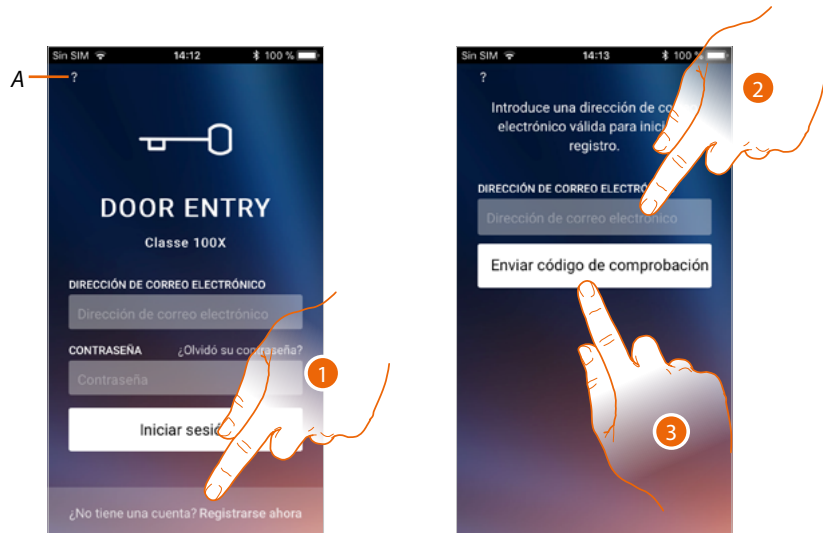 Sin SIM 14:12 100 %
A ?
DOOR ENTRY
Classe 100X
DIRECCIÓN DE CORREO ELECTRÓNICO
Dirección de correo electrónico
CONTRASEÑA ¿Olvidó su contraseña?
Contraseña
1
Iniciar sesió
¿No tiene una cuenta? Registrarse ahora
Sin SIM 14:13 100 %
?
2
Introduce una dirección de co
electrónico válida para inici
registro.
DIRECCIÓN DE CORREO ELECTRÓ
Dirección de correo electrónico
Enviar código de comprobación
3